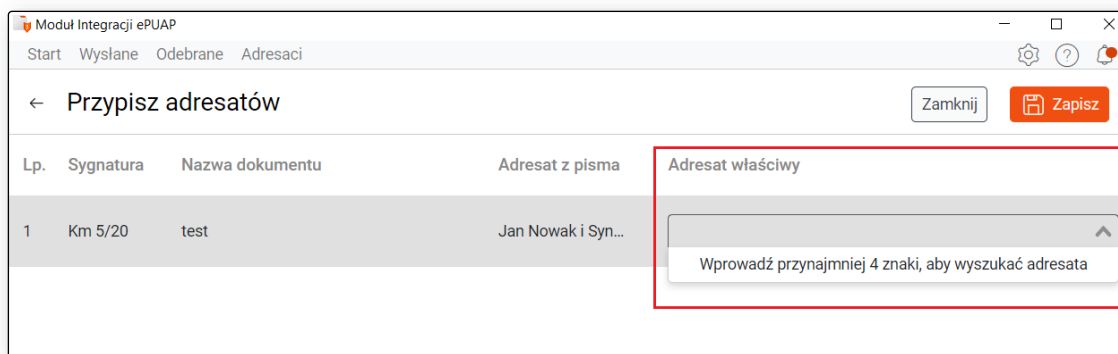 Moduł Integracji ePUAP
Start Wysłane Odebrane Adresaci
Przypisz adresatów
Zamknij
Zapisz
Lp. Sygnatura Nazwa dokumentu Adresat z pisma Adresat właściwy
1 Km 5/20 test Jan Nowak i Syn...
Wprowadź przynajmniej 4 znaki, aby wyszukać adresata